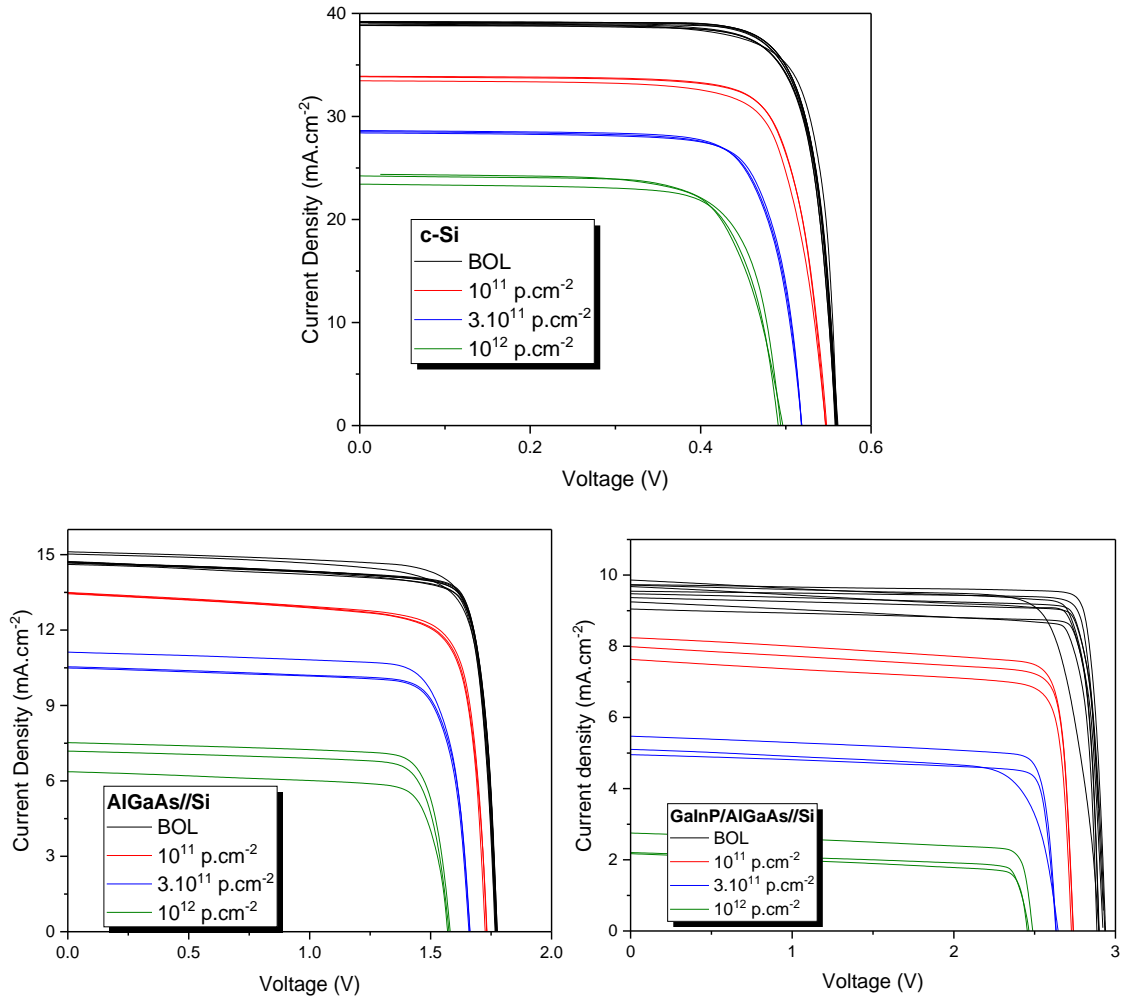 40
30
20
10
0
Current Density (mA.cm⁻²)
c-Si
BOL
10¹¹ p.cm⁻²
3.10¹¹ p.cm⁻²
10¹² p.cm⁻²
0.0 0.2 0.4 0.6
Voltage (V)
15
12
9
6
3
0
Current Density (mA.cm⁻²)
AlGaAs//Si
BOL
10¹¹ p.cm⁻²
3.10¹¹ p.cm⁻²
10¹² p.cm⁻²
0.0 0.5 1.0 1.5 2.0
Voltage (V)
10
8
6
4
2
0
Current density (mA.cm⁻²)
GaInP/AlGaAs//Si
BOL
10¹¹ p.cm⁻²
3.10¹¹ p.cm⁻²
10¹² p.cm⁻²
0 1 2 3
Voltage (V)